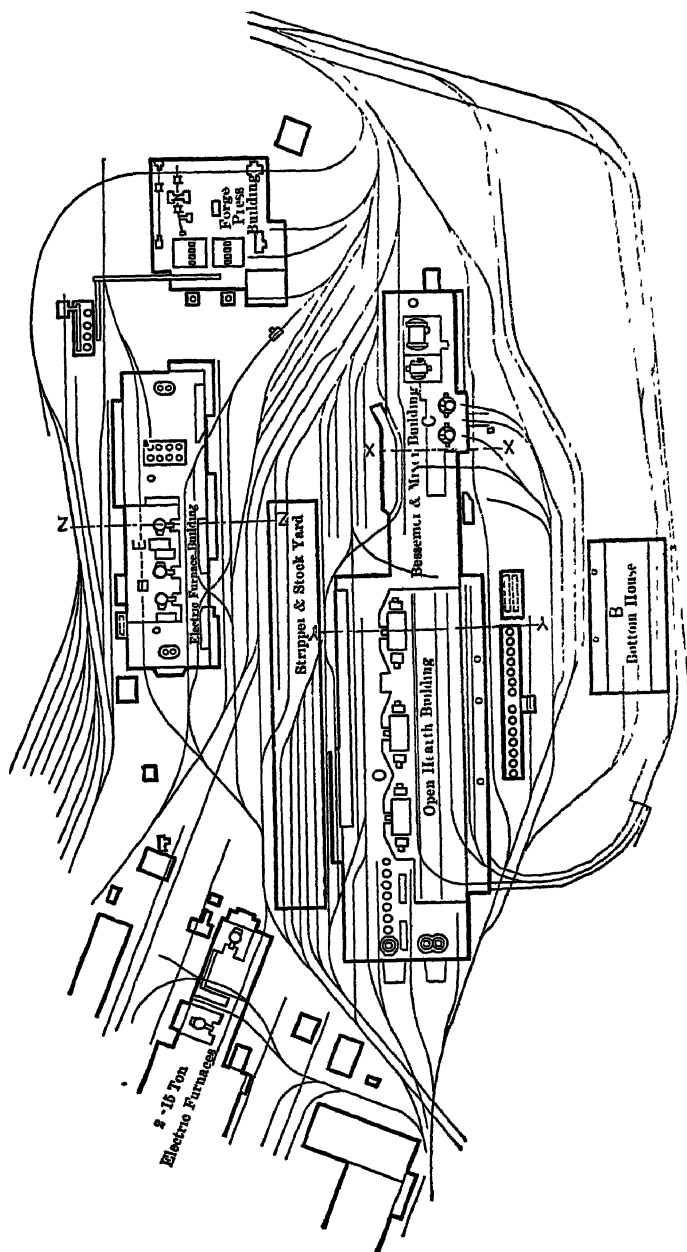 Forge
Press
Building
Z
E
Electric Furnace Building
Z
Stripper & Stock Yard
X
C
Bessemer & Mixer Building
X
Y
O
Open Hearth Building
Y
B
Bottom House
2 - 15 Ton
Electric Furnaces